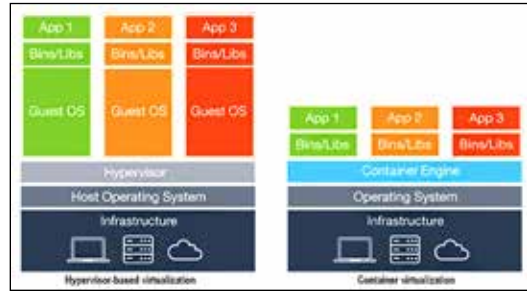 App 1 App 2 App 3
Bins/Libs Bins/Libs Bins/Libs
Guest OS Guest OS Guest OS
Hypervisor
Host Operating System
Infrastructure
Hypervisor-based virtualization
App 1 App 2 App 3
Bins/Libs Bins/Libs Bins/Libs
Container Engine
Operating System
Infrastructure
Container virtualization